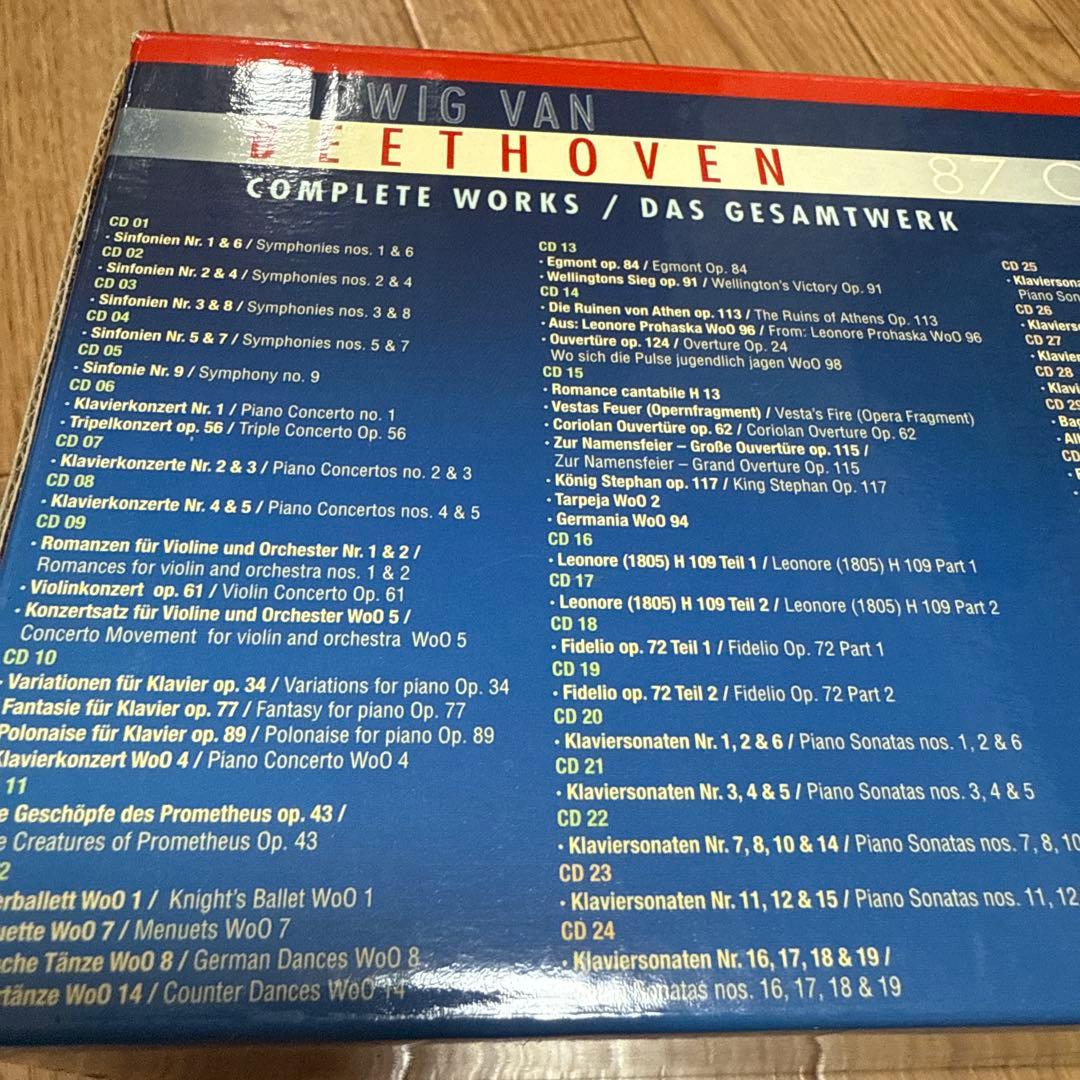 DWIG VAN
BEETHOVEN
87
COMPLETE WORKS / DAS GESAMTWERK
CD 01
· Sinfonien Nr. 1 & 6 / Symphonies nos. 1 & 6
CD 02
· Sinfonien Nr. 2 & 4 / Symphonies nos. 2 & 4
CD 03
· Sinfonien Nr. 3 & 8 / Symphonies nos. 3 & 8
CD 04
· Sinfonien Nr. 5 & 7 / Symphonies nos. 5 & 7
CD 05
· Sinfonie Nr. 9 / Symphony no. 9
CD 06
· Klavierkonzert Nr. 1 / Piano Concerto no. 1
· Tripelkonzert op. 56 / Triple Concerto Op. 56
CD 07
· Klavierkonzerte Nr. 2 & 3 / Piano Concertos no. 2 & 3
CD 08
· Klavierkonzerte Nr. 4 & 5 / Piano Concertos nos. 4 & 5
CD 09
· Romanzen für Violine und Orchester Nr. 1 & 2 /
Romances for violin and orchestra nos. 1 & 2
· Violinkonzert op. 61 / Violin Concerto Op. 61
· Konzertsatz für Violine und Orchester WoO 5 /
Concerto Movement for violin and orchestra WoO 5
CD 10
· Variationen für Klavier op. 34 / Variations for piano Op. 34
Fantasie für Klavier op. 77 / Fantasy for piano Op. 77
Polonaise für Klavier op. 89 / Polonaise for piano Op. 89
Klavierkonzert WoO 4 / Piano Concerto WoO 4
11
e Geschöpfe des Prometheus op. 43 /
e Creatures of Prometheus Op. 43
2
erballett WoO 1 / Knight's Ballet WoO 1
uette WoO 7 / Menuets WoO 7
sche Tänze WoO 8 / German Dances WoO 8
rtänze WoO 14 / Counter Dances WoO 14
CD 13
· Egmont op. 84 / Egmont Op. 84
· Wellingtons Sieg op. 91 / Wellington's Victory Op. 91
CD 14
· Die Ruinen von Athen op. 113 / The Ruins of Athens Op. 113
· Aus: Leonore Prohaska WoO 96 / From: Leonore Prohaska WoO 96
· Ouvertüre op. 124 / Overture Op. 24
Wo sich die Pulse jugendlich jagen WoO 98
CD 15
· Romance cantabile H 13
· Vestas Feuer (Opernfragment) / Vesta's Fire (Opera Fragment)
· Coriolan Ouvertüre op. 62 / Coriolan Overture Op. 62
· Zur Namensfeier – Große Ouvertüre op. 115 /
Zur Namensfeier – Grand Overture Op. 115
· König Stephan op. 117 / King Stephan Op. 117
· Tarpeja WoO 2
· Germania WoO 94
CD 16
· Leonore (1805) H 109 Teil 1 / Leonore (1805) H 109 Part 1
CD 17
· Leonore (1805) H 109 Teil 2 / Leonore (1805) H 109 Part 2
CD 18
· Fidelio op. 72 Teil 1 / Fidelio Op. 72 Part 1
CD 19
· Fidelio op. 72 Teil 2 / Fidelio Op. 72 Part 2
CD 20
· Klaviersonaten Nr. 1, 2 & 6 / Piano Sonatas nos. 1, 2 & 6
CD 21
· Klaviersonaten Nr. 3, 4 & 5 / Piano Sonatas nos. 3, 4 & 5
CD 22
· Klaviersonaten Nr. 7, 8, 10 & 14 / Piano Sonatas nos. 7, 8, 10
CD 23
· Klaviersonaten Nr. 11, 12 & 15 / Piano Sonatas nos. 11, 12
CD 24
· Klaviersonaten Nr. 16, 17, 18 & 19 /
Sonatas nos. 16, 17, 18 & 19
CD 25
· Klaviersona
Piano Son
CD 26
· Klaviers
CD 27
· Klavier
CD 28
· Klavi
CD 29
· Bag
· All
CD